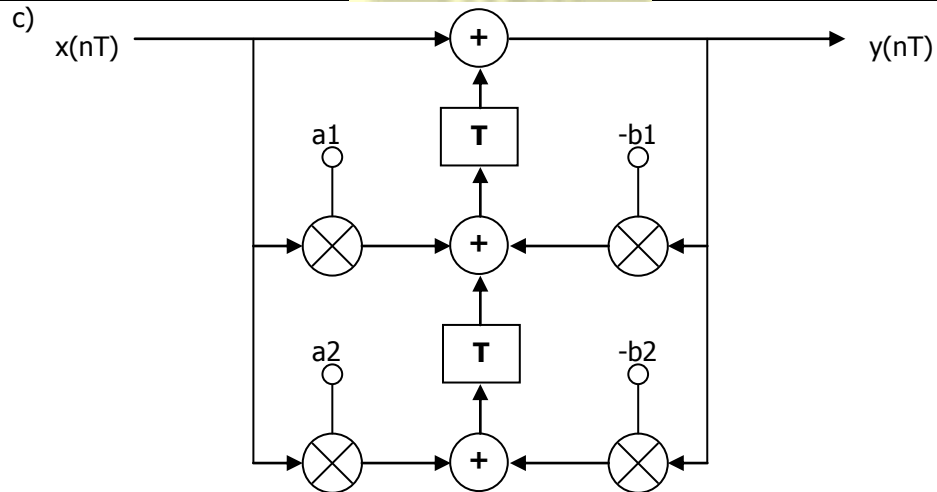 c)
x(nT) + y(nT)
T
a1 -b1
+
T
a2 -b2
+